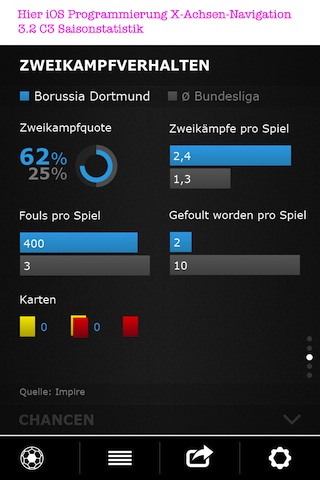 Hier iOS Programmierung X-Achsen-Navigation
3.2 C3 Saisonstatistik
ZWEIKAMPFVERHALTEN
Borussia Dortmund Ø Bundesliga
Zweikampfquote
62%
25%
Zweikämpfe pro Spiel
2,4
1,3
Fouls pro Spiel
400
3
Gefoult worden pro Spiel
2
10
Karten
0 0
Quelle: Impire
CHANCEN